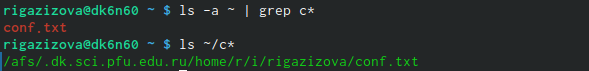 rigazizova@dk6n60 ~ $ ls -a ~ | grep c*
conf.txt
rigazizova@dk6n60 ~ $ ls ~/c*
/afs/.dk.sci.pfu.edu.ru/home/r/i/rigazizova/conf.txt